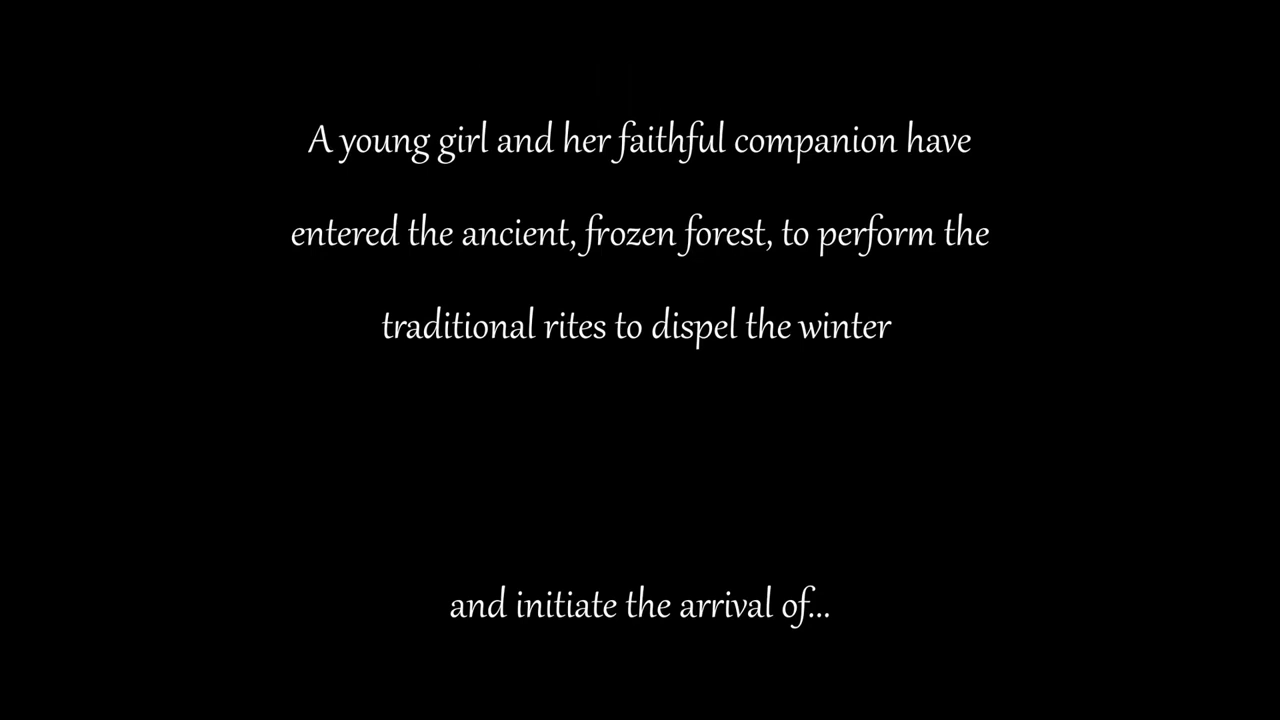 A young girl and her faithful companion have
entered the ancient, frozen forest, to perform the
traditional rites to dispel the winter
and initiate the arrival of...